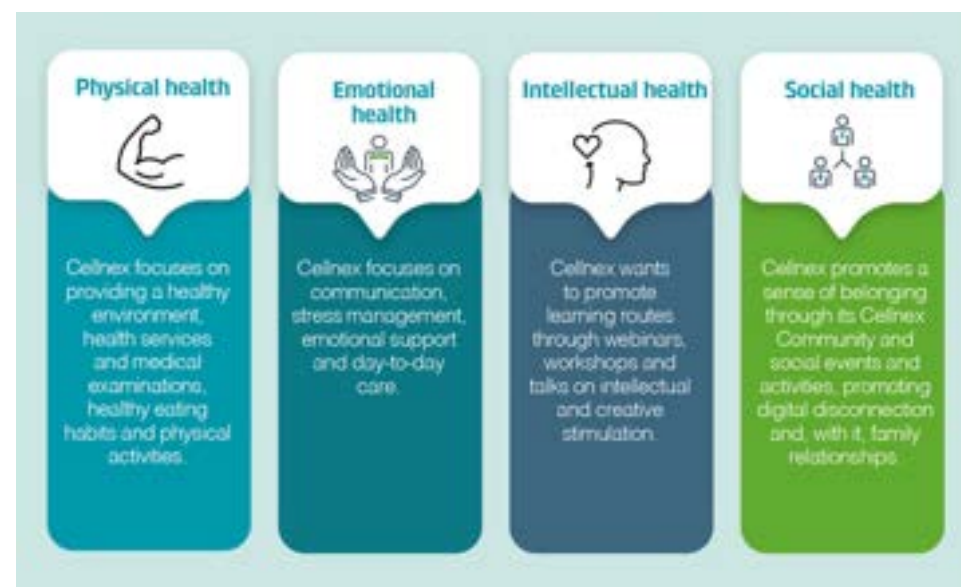 Physical health
Cellnex focuses on
providing a healthy
environment,
health services
and medical
examinations,
healthy eating
habits and physical
activities.
Emotional
health
Cellnex focuses on
communication,
stress management,
emotional support
and day-to-day
care.
Intellectual health
Cellnex wants
to promote
learning routes
through webinars,
workshops and
talks on intellectual
and creative
stimulation.
Social health
Cellnex promotes a
sense of belonging
through its Cellnex
Community and
social events and
activities, promoting
digital disconnection
and, with it, family
relationships.